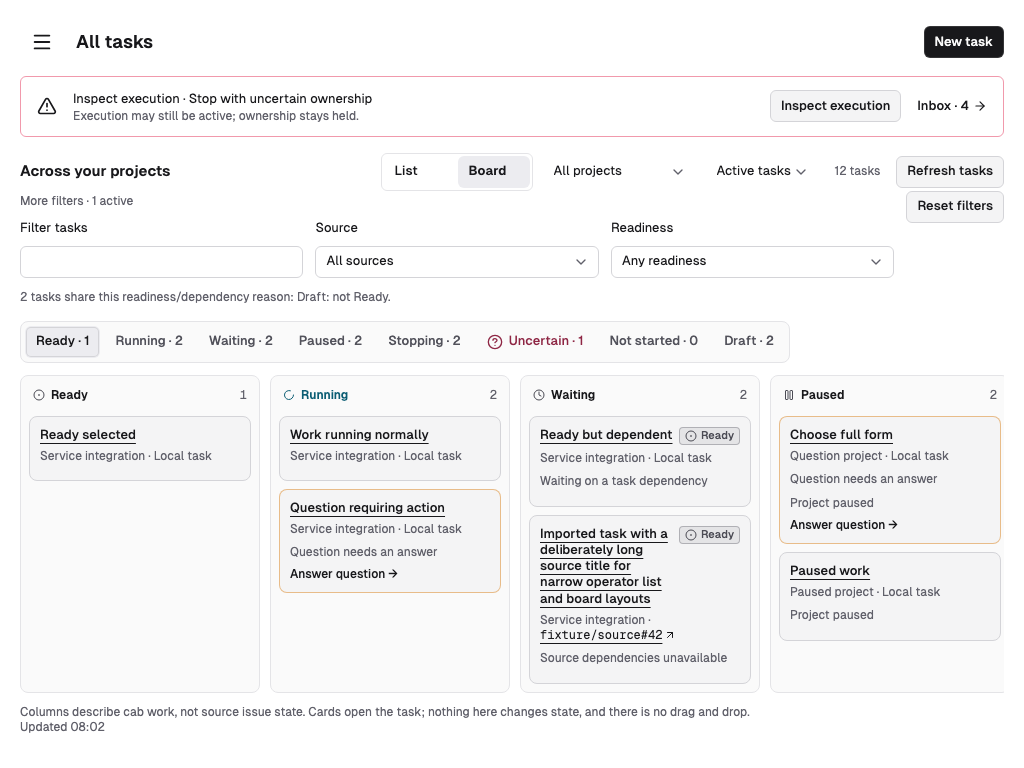 All tasks
New task
Inspect execution · Stop with uncertain ownership
Execution may still be active; ownership stays held.
Inspect execution
Inbox · 4 →
Across your projects
List
Board
All projects
Active tasks
12 tasks
Refresh tasks
More filters · 1 active
Reset filters
Filter tasks
Source
Readiness
All sources
Any readiness
2 tasks share this readiness/dependency reason: Draft: not Ready.
Ready · 1
Running · 2
Waiting · 2
Paused · 2
Stopping · 2
Uncertain · 1
Not started · 0
Draft · 2
Ready
1
Ready selected
Service integration · Local task
Running
2
Work running normally
Service integration · Local task
Question requiring action
Service integration · Local task
Question needs an answer
Answer question →
Waiting
2
Ready but dependent
Ready
Service integration · Local task
Waiting on a task dependency
Imported task with a
deliberately long
source title for
narrow operator list
and board layouts
Ready
Service integration ·
fixture/source#42 ↗
Source dependencies unavailable
Paused
2
Choose full form
Question project · Local task
Question needs an answer
Project paused
Answer question →
Paused work
Paused project · Local task
Project paused
Columns describe cab work, not source issue state. Cards open the task; nothing here changes state, and there is no drag and drop.
Updated 08:02